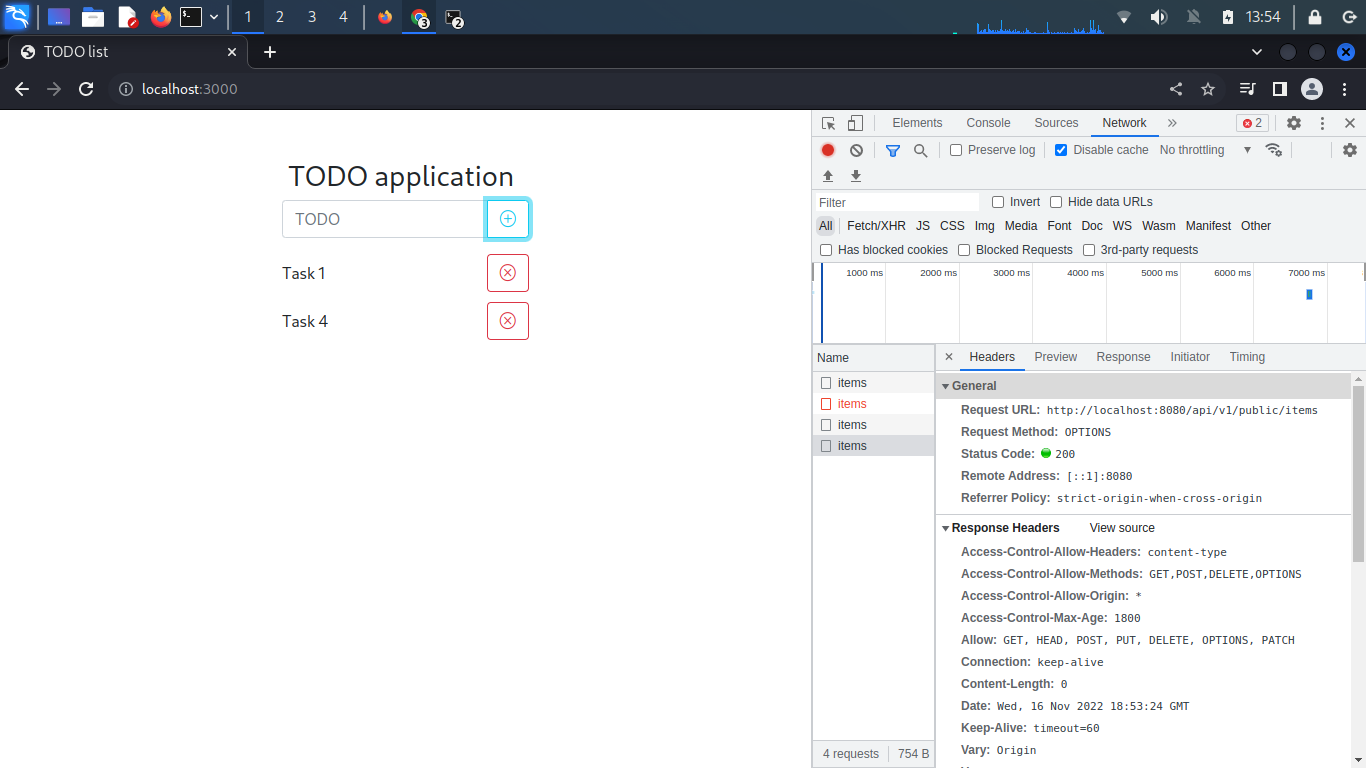 1 2 3 4 3 2 13:54
TODO list
localhost:3000
Elements Console Sources Network » 2
Preserve log Disable cache No throttling
Filter Invert Hide data URLs
All Fetch/XHR JS CSS Img Media Font Doc WS Wasm Manifest Other
Has blocked cookies Blocked Requests 3rd-party requests
1000 ms 2000 ms 3000 ms 4000 ms 5000 ms 6000 ms 7000 ms
TODO application
TODO
Task 1
Task 4
Name
items
items
items
items
4 requests 754 B
Headers Preview Response Initiator Timing
General
Request URL: http://localhost:8080/api/v1/public/items
Request Method: OPTIONS
Status Code: 200
Remote Address: [::1]:8080
Referrer Policy: strict-origin-when-cross-origin
Response Headers View source
Access-Control-Allow-Headers: content-type
Access-Control-Allow-Methods: GET,POST,DELETE,OPTIONS
Access-Control-Allow-Origin: *
Access-Control-Max-Age: 1800
Allow: GET, HEAD, POST, PUT, DELETE, OPTIONS, PATCH
Connection: keep-alive
Content-Length: 0
Date: Wed, 16 Nov 2022 18:53:24 GMT
Keep-Alive: timeout=60
Vary: Origin